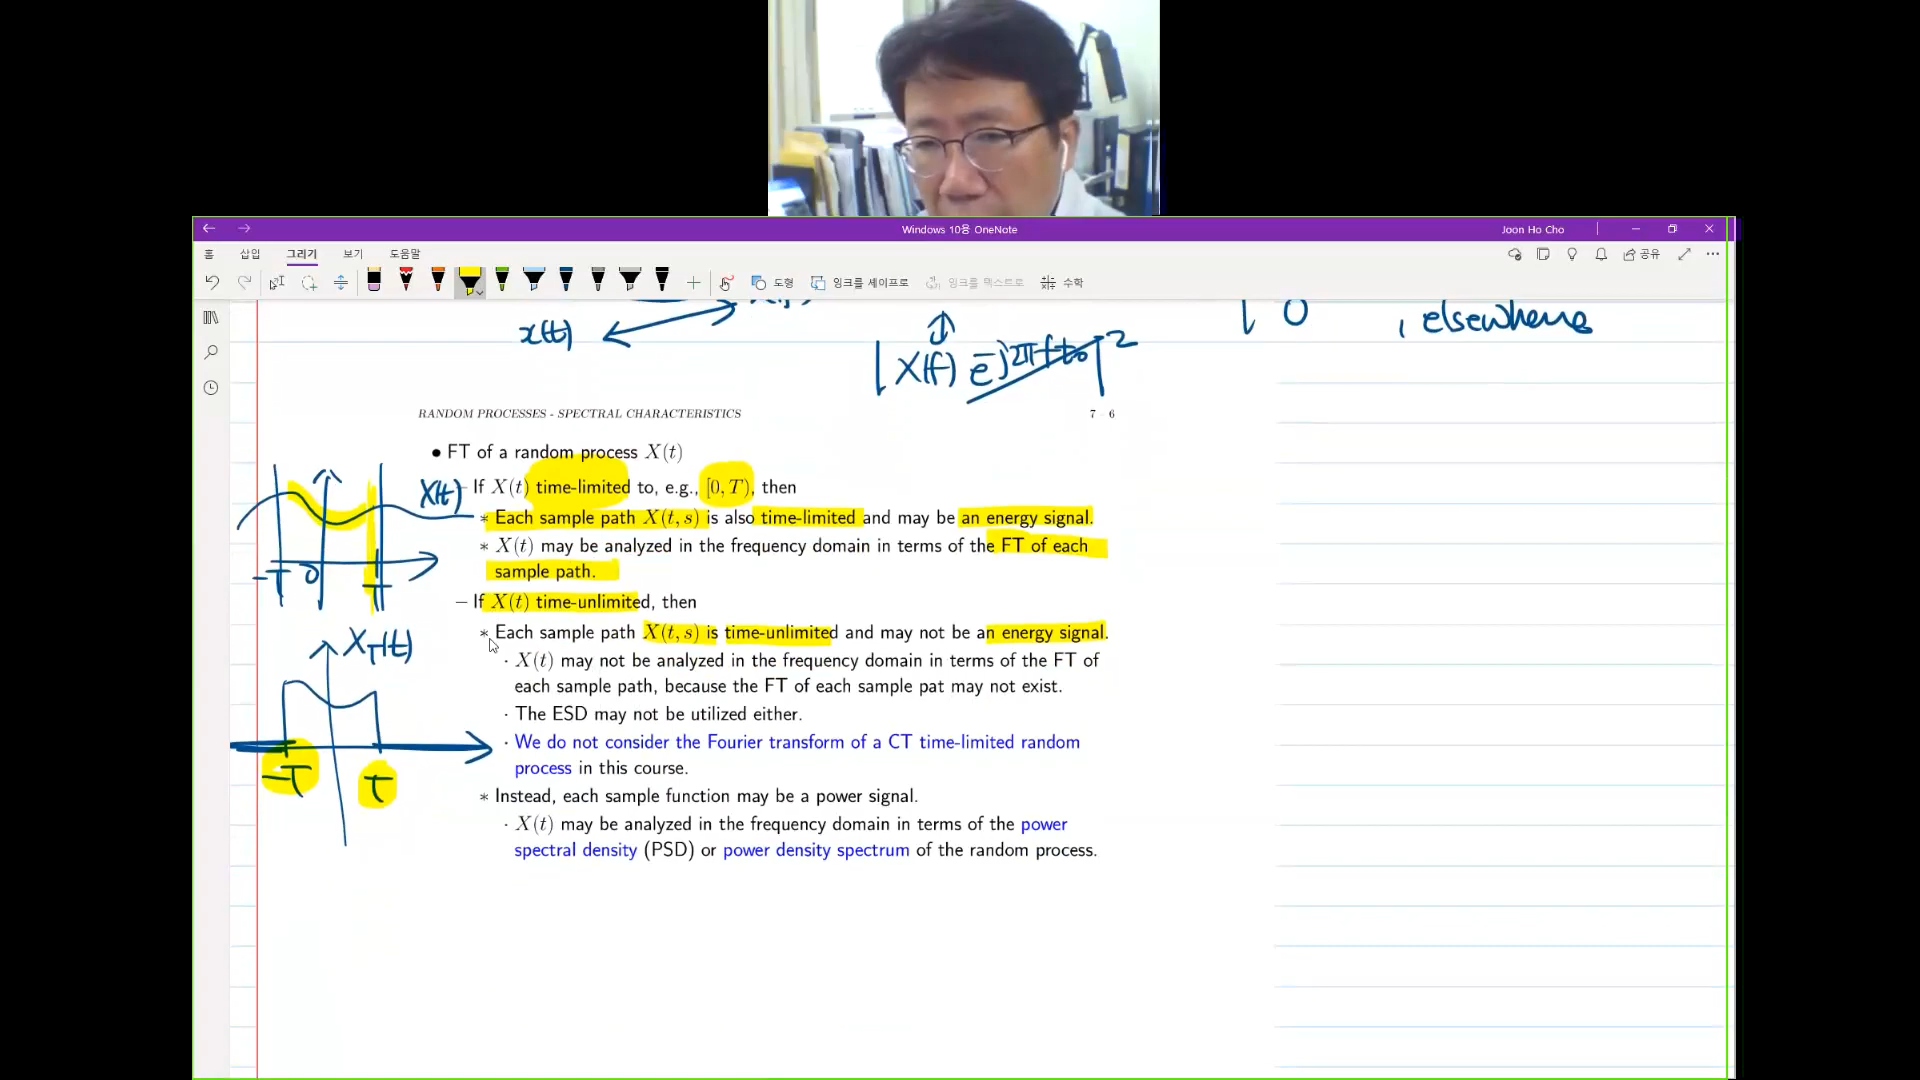 Windows 10용 OneNote
Joon Ho Cho
홈 삽입 그리기 보기 도움말
공유
도형 잉크를 셰이프로 잉크를 텍스트로 수학
x(t)
|X(f) e^-j2πft₀|²
0 , elsewhere
RANDOM PROCESSES - SPECTRAL CHARACTERISTICS 7 - 6
• FT of a random process X(t)
– If X(t) time-limited to, e.g., [0, T), then
X(t)
∗ Each sample path X(t, s) is also time-limited and may be an energy signal.
∗ X(t) may be analyzed in the frequency domain in terms of the FT of each
sample path.
-T 0 T
– If X(t) time-unlimited, then
∗ Each sample path X(t, s) is time-unlimited and may not be an energy signal.
X_T(t)
· X(t) may not be analyzed in the frequency domain in terms of the FT of
each sample path, because the FT of each sample pat may not exist.
· The ESD may not be utilized either.
· We do not consider the Fourier transform of a CT time-limited random
process in this course.
-T T
∗ Instead, each sample function may be a power signal.
· X(t) may be analyzed in the frequency domain in terms of the power
spectral density (PSD) or power density spectrum of the random process.